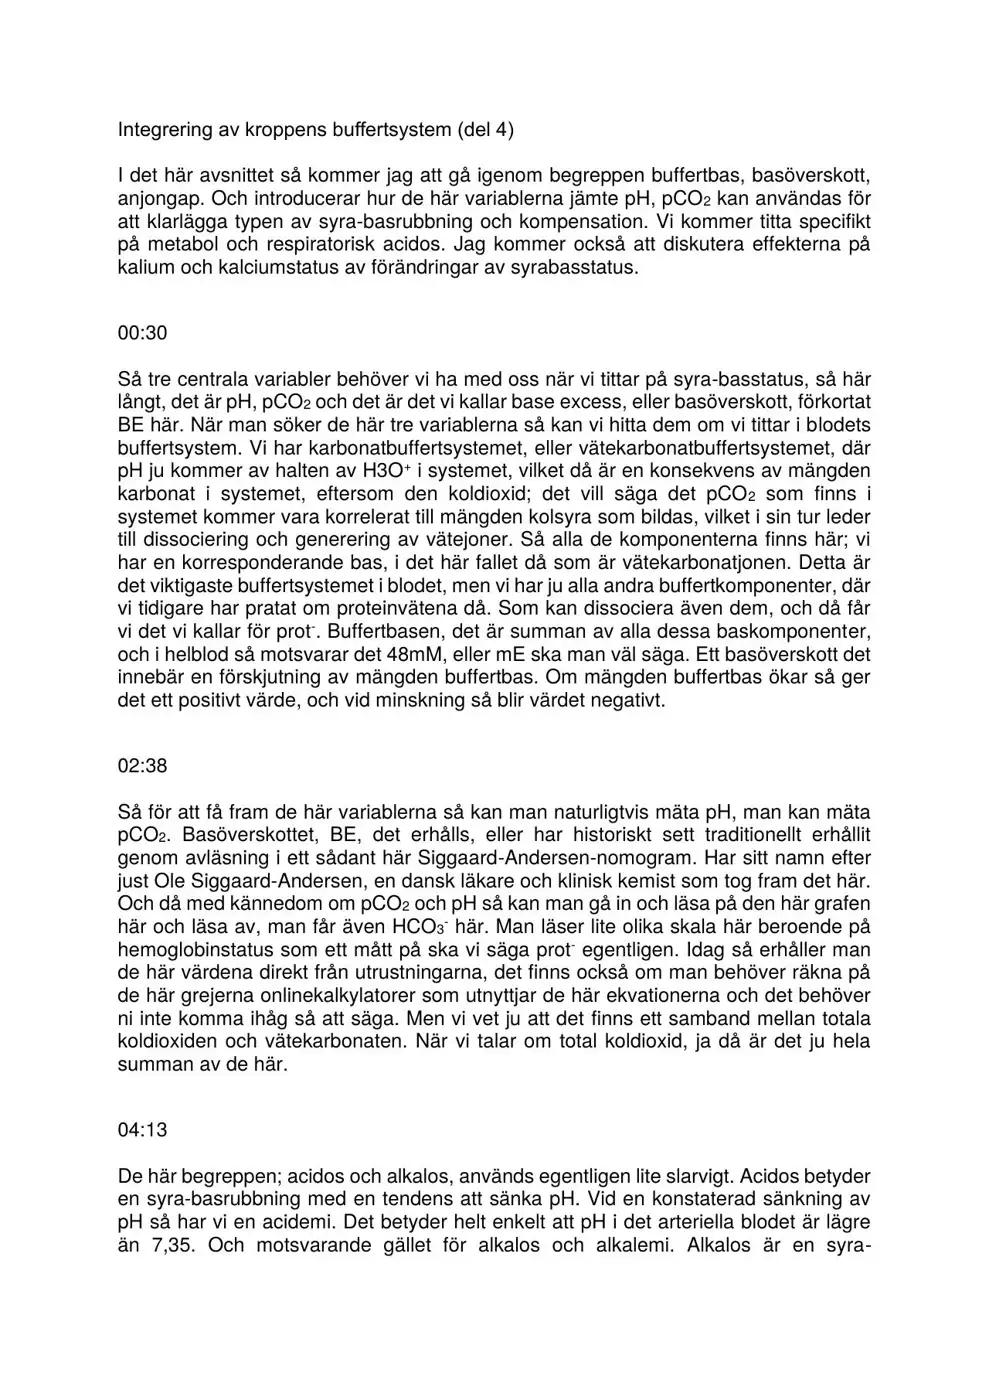 Integrering av kroppens buffertsystem (del 4)
I det här avsnittet så kommer jag att gå igenom begreppen buffertbas, basöverskott,
anjongap. Och introducerar hur de här variablerna jämte pH, pCO₂ kan användas för
att klarlägga typen av syra-basrubbning och kompensation. Vi kommer titta specifikt
på metabol och respiratorisk acidos. Jag kommer också att diskutera effekterna på
kalium och kalciumstatus av förändringar av syrabasstatus.
00:30
Så tre centrala variabler behöver vi ha med oss när vi tittar på syra-basstatus, så här
långt, det är pH, pCO₂ och det är det vi kallar base excess, eller basöverskott, förkortat
BE här. När man söker de här tre variablerna så kan vi hitta dem om vi tittar i blodets
buffertsystem. Vi har karbonatbuffertsystemet, eller vätekarbonatbuffertsystemet, där
pH ju kommer av halten av H3O⁺ i systemet, vilket då är en konsekvens av mängden
karbonat i systemet, eftersom den koldioxid; det vill säga det pCO₂ som finns i
systemet kommer vara korrelerat till mängden kolsyra som bildas, vilket i sin tur leder
till dissociering och generering av vätejoner. Så alla de komponenterna finns här; vi
har en korresponderande bas, i det här fallet då som är vätekarbonatjonen. Detta är
det viktigaste buffertsystemet i blodet, men vi har ju alla andra buffertkomponenter, där
vi tidigare har pratat om proteinvätena då. Som kan dissociera även dem, och då får
vi det vi kallar för prot⁻. Buffertbasen, det är summan av alla dessa baskomponenter,
och i helblod så motsvarar det 48mM, eller mE ska man väl säga. Ett basöverskott det
innebär en förskjutning av mängden buffertbas. Om mängden buffertbas ökar så ger
det ett positivt värde, och vid minskning så blir värdet negativt.
02:38
Så för att få fram de här variablerna så kan man naturligtvis mäta pH, man kan mäta
pCO₂. Basöverskottet, BE, det erhålls, eller har historiskt sett traditionellt erhållit
genom avläsning i ett sådant här Siggaard-Andersen-nomogram. Har sitt namn efter
just Ole Siggaard-Andersen, en dansk läkare och klinisk kemist som tog fram det här.
Och då med kännedom om pCO₂ och pH så kan man gå in och läsa på den här grafen
här och läsa av, man får även HCO₃⁻ här. Man läser lite olika skala här beroende på
hemoglobinstatus som ett mått på ska vi säga prot⁻ egentligen. Idag så erhåller man
de här värdena direkt från utrustningarna, det finns också om man behöver räkna på
de här grejerna onlinekalkylatorer som utnyttjar de här ekvationerna och det behöver
ni inte komma ihåg så att säga. Men vi vet ju att det finns ett samband mellan totala
koldioxiden och vätekarbonaten. När vi talar om total koldioxid, ja då är det ju hela
summan av de här.
04:13
De här begreppen; acidos och alkalos, används egentligen lite slarvigt. Acidos betyder
en syra-basrubbning med en tendens att sänka pH. Vid en konstaterad sänkning av
pH så har vi en acidemi. Det betyder helt enkelt att pH i det arteriella blodet är lägre
än 7,35. Och motsvarande gället för alkalos och alkalemi. Alkalos är en syra-